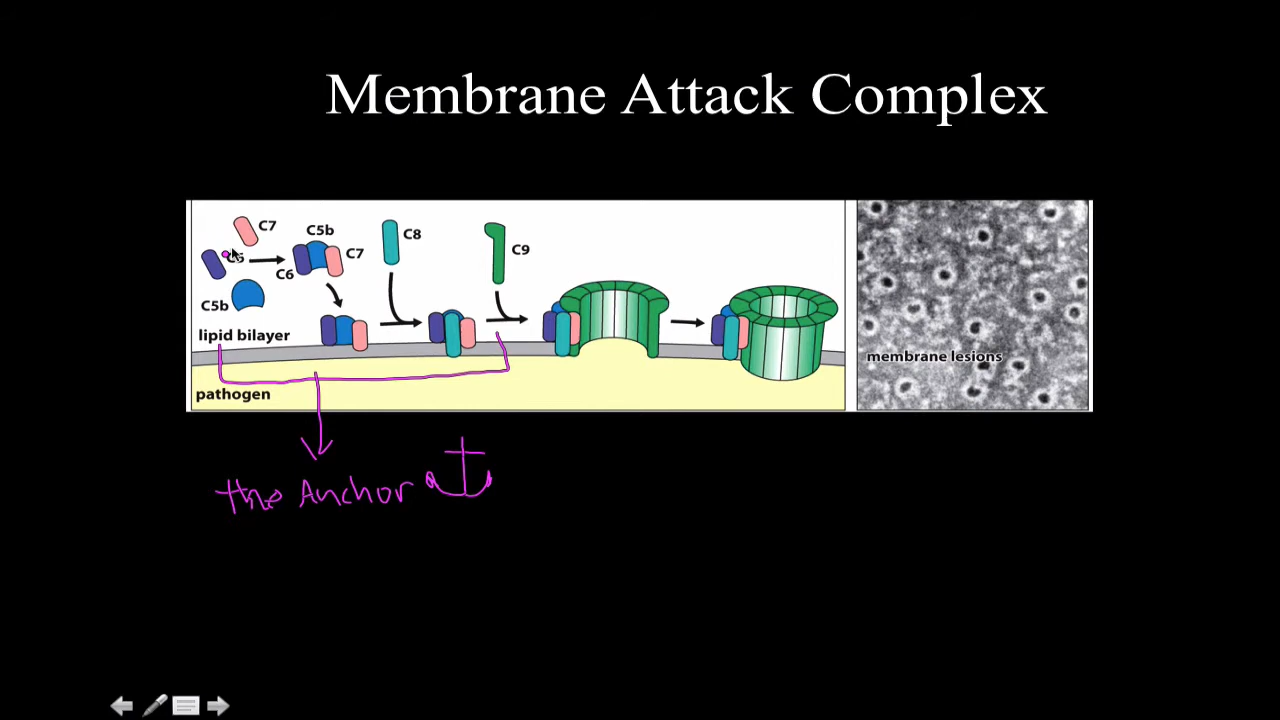 Membrane Attack Complex
C7
C5b
C7
C6
C8
C9
C5b
lipid bilayer
pathogen
membrane lesions
the Anchor